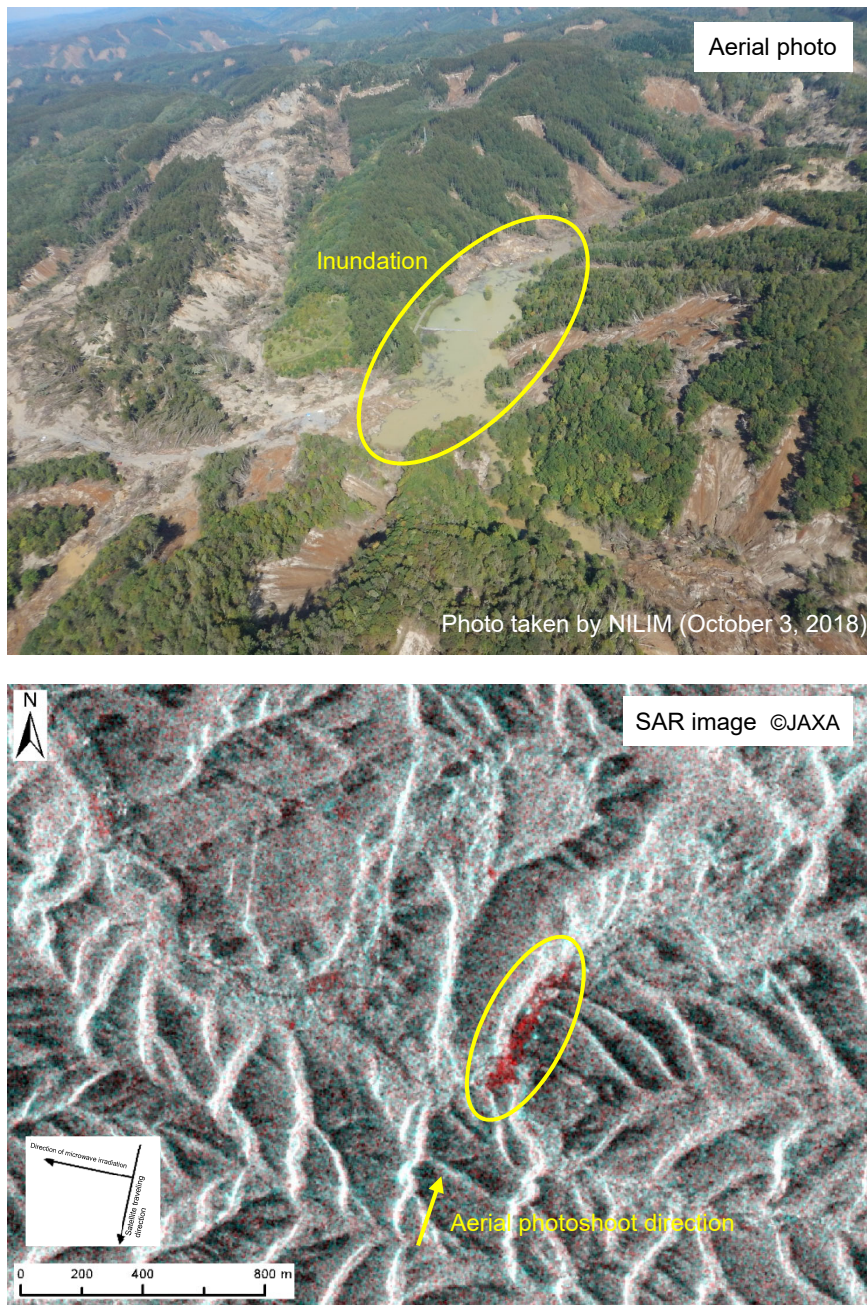 Aerial photo
Inundation
Photo taken by NILIM (October 3, 2018)
N
SAR image ©JAXA
Direction of microwave irradiation
Satellite traveling
direction
Aerial photoshoot direction
0 200 400 800 m